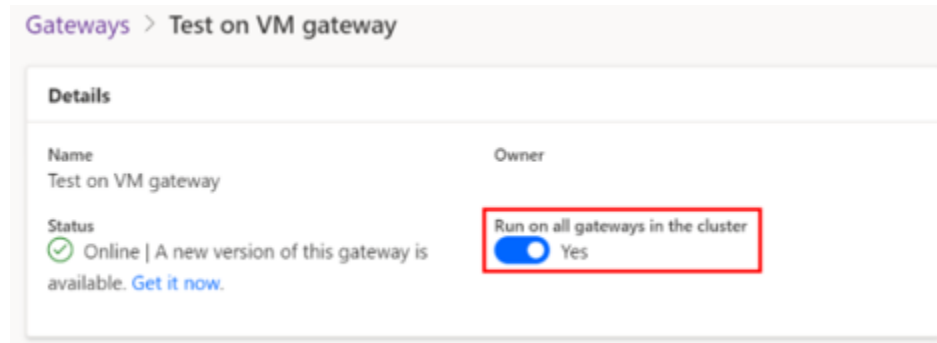 Gateways > Test on VM gateway
Details
Name
Test on VM gateway
Owner
Status
Online | A new version of this gateway is
available. Get it now.
Run on all gateways in the cluster
Yes